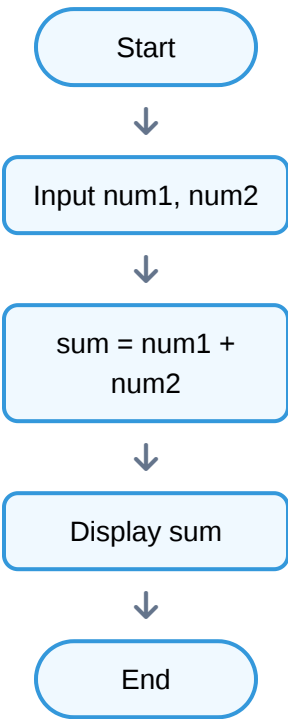 Start
Input num1, num2
sum = num1 +
num2
Display sum
End